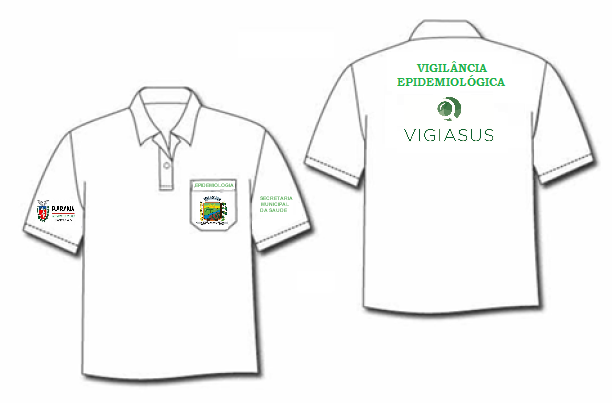 PARANÁ
EPIDEMIOLOGIA
SECRETARIA
MUNICIPAL
DA SAÚDE
VIGILÂNCIA
EPIDEMIOLÓGICA
VIGIASUS